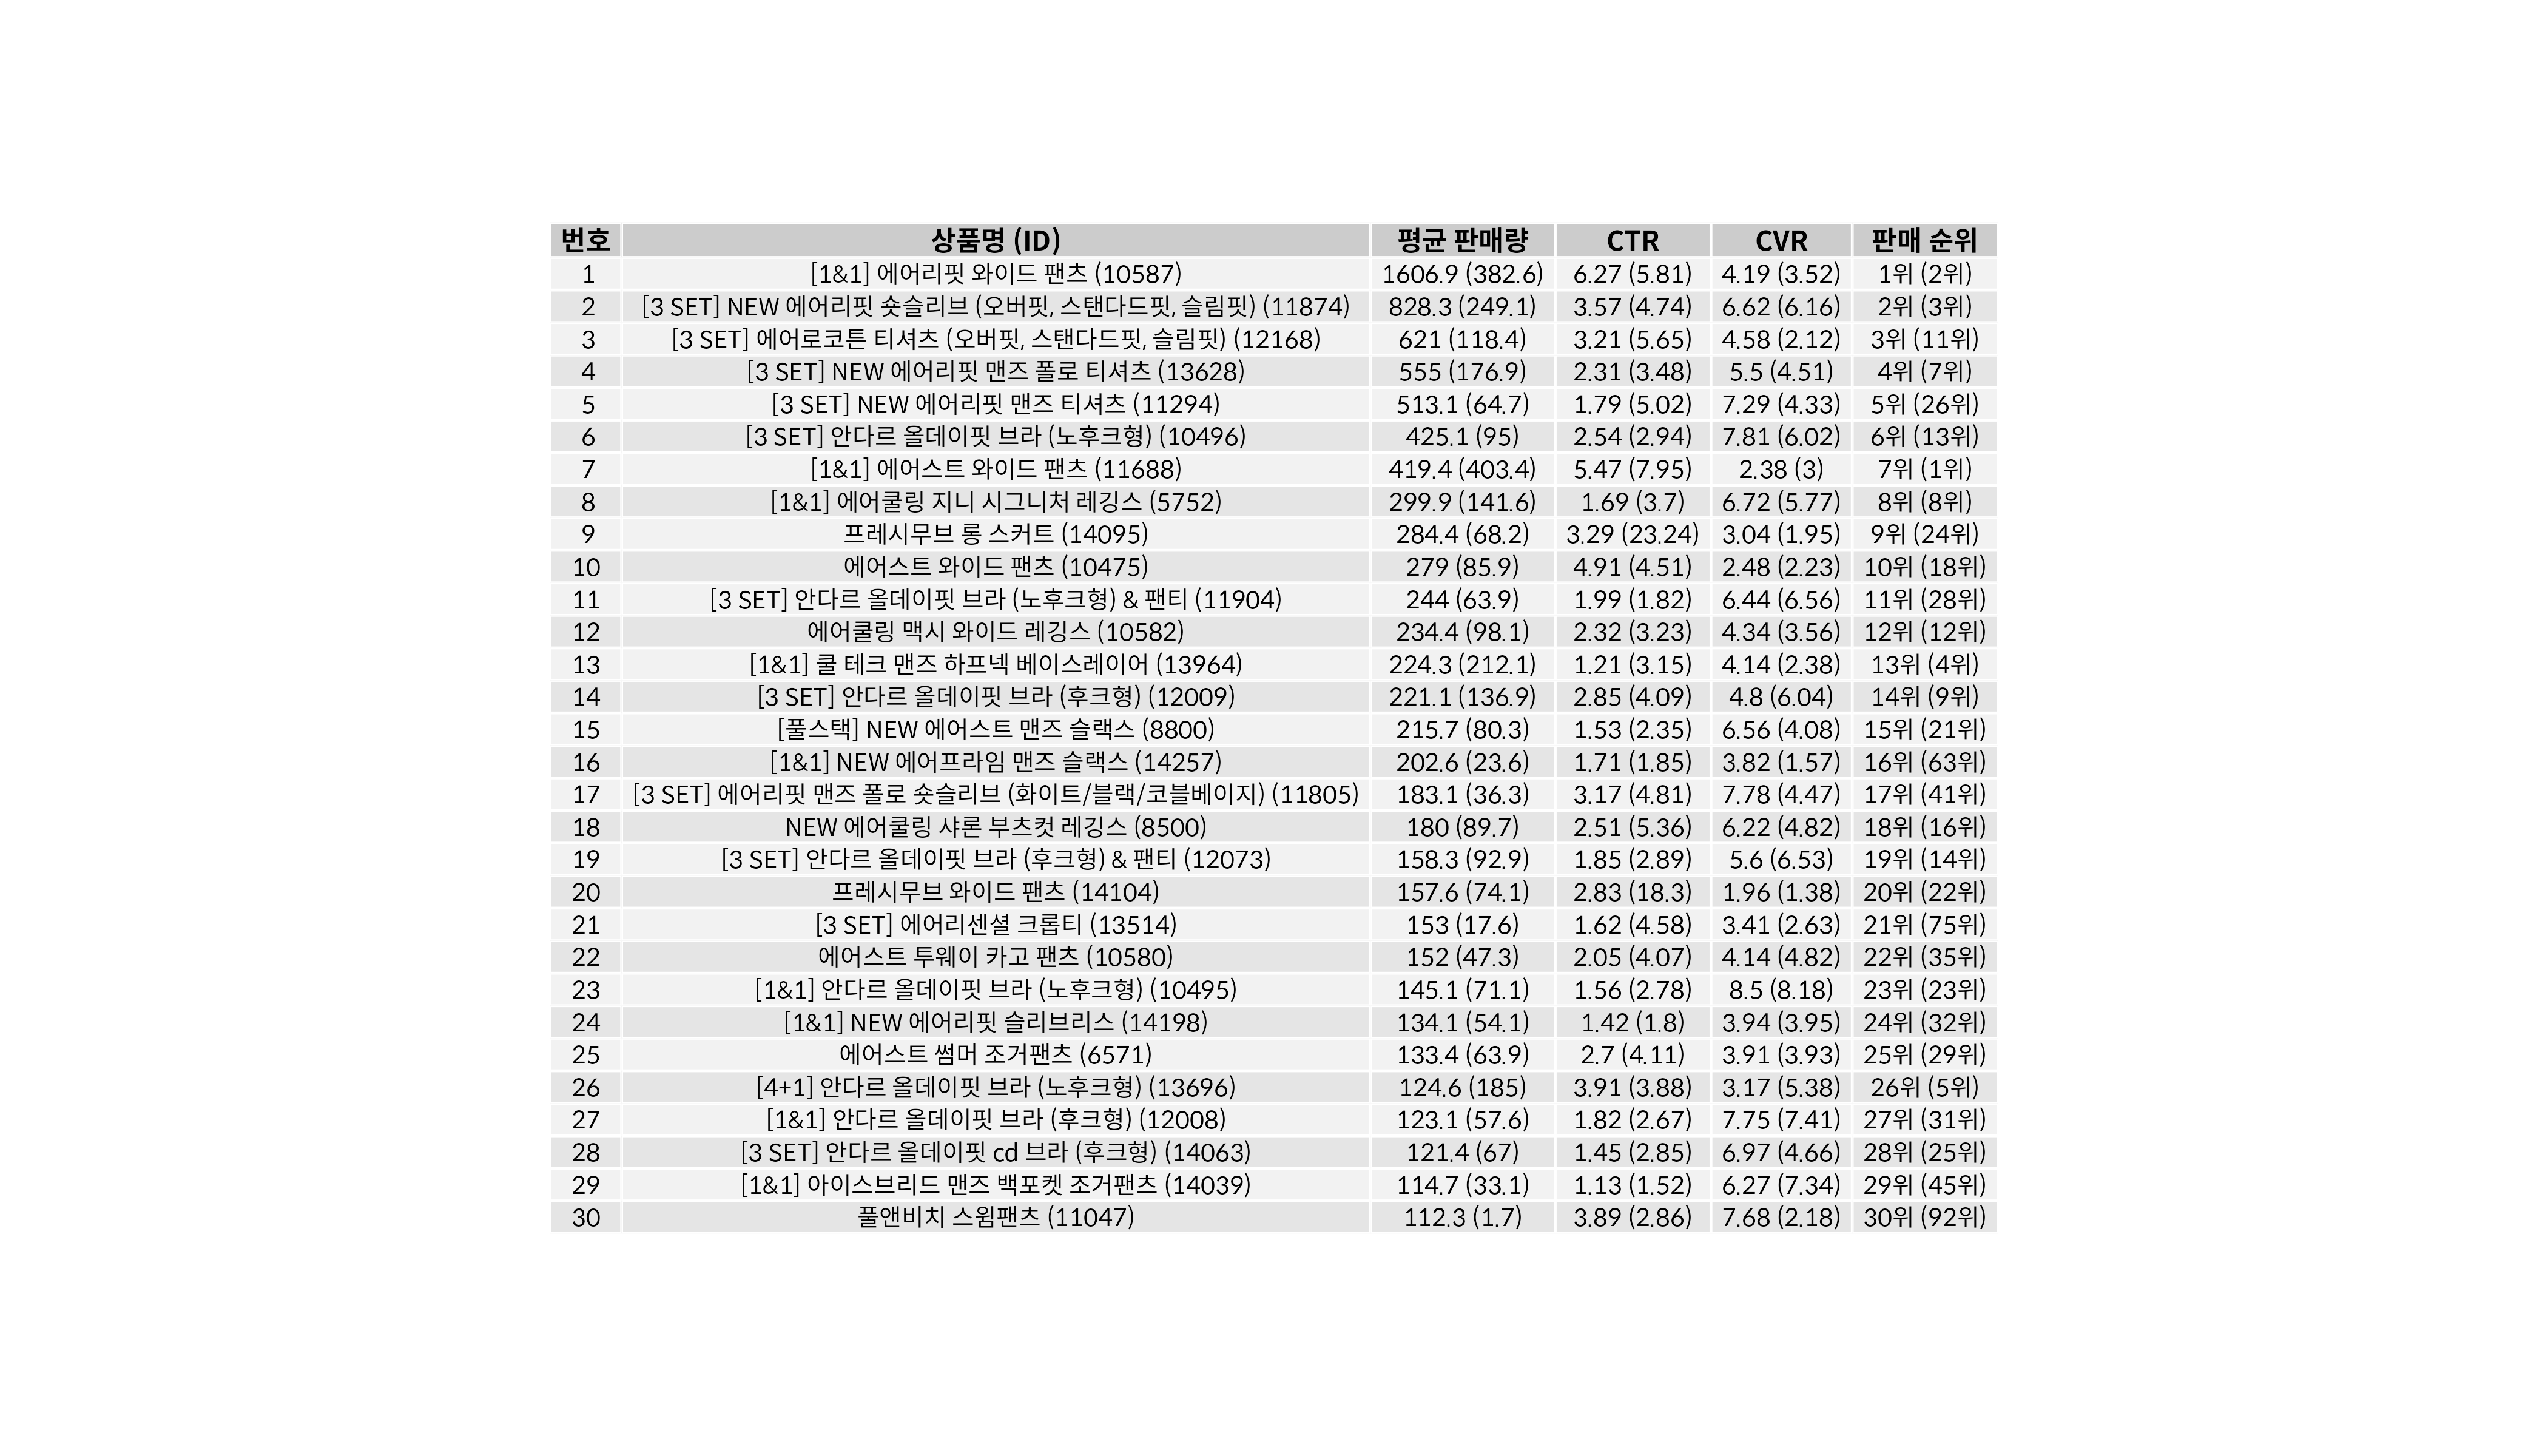 번호 상품명 (ID) 평균 판매량 CTR CVR 판매 순위
1 [1&1] 에어리핏 와이드 팬츠 (10587) 1606.9 (382.6) 6.27 (5.81) 4.19 (3.52) 1위 (2위)
2 [3 SET] NEW 에어리핏 숏슬리브 (오버핏, 스탠다드핏, 슬림핏) (11874) 828.3 (249.1) 3.57 (4.74) 6.62 (6.16) 2위 (3위)
3 [3 SET] 에어로코튼 티셔츠 (오버핏, 스탠다드핏, 슬림핏) (12168) 621 (118.4) 3.21 (5.65) 4.58 (2.12) 3위 (11위)
4 [3 SET] NEW 에어리핏 맨즈 폴로 티셔츠 (13628) 555 (176.9) 2.31 (3.48) 5.5 (4.51) 4위 (7위)
5 [3 SET] NEW 에어리핏 맨즈 티셔츠 (11294) 513.1 (64.7) 1.79 (5.02) 7.29 (4.33) 5위 (26위)
6 [3 SET] 안다르 올데이핏 브라 (노후크형) (10496) 425.1 (95) 2.54 (2.94) 7.81 (6.02) 6위 (13위)
7 [1&1] 에어스트 와이드 팬츠 (11688) 419.4 (403.4) 5.47 (7.95) 2.38 (3) 7위 (1위)
8 [1&1] 에어쿨링 지니 시그니처 레깅스 (5752) 299.9 (141.6) 1.69 (3.7) 6.72 (5.77) 8위 (8위)
9 프레시무브 롱 스커트 (14095) 284.4 (68.2) 3.29 (23.24) 3.04 (1.95) 9위 (24위)
10 에어스트 와이드 팬츠 (10475) 279 (85.9) 4.91 (4.51) 2.48 (2.23) 10위 (18위)
11 [3 SET] 안다르 올데이핏 브라 (노후크형) & 팬티 (11904) 244 (63.9) 1.99 (1.82) 6.44 (6.56) 11위 (28위)
12 에어쿨링 맥시 와이드 레깅스 (10582) 234.4 (98.1) 2.32 (3.23) 4.34 (3.56) 12위 (12위)
13 [1&1] 쿨 테크 맨즈 하프넥 베이스레이어 (13964) 224.3 (212.1) 1.21 (3.15) 4.14 (2.38) 13위 (4위)
14 [3 SET] 안다르 올데이핏 브라 (후크형) (12009) 221.1 (136.9) 2.85 (4.09) 4.8 (6.04) 14위 (9위)
15 [풀스택] NEW 에어스트 맨즈 슬랙스 (8800) 215.7 (80.3) 1.53 (2.35) 6.56 (4.08) 15위 (21위)
16 [1&1] NEW 에어프라임 맨즈 슬랙스 (14257) 202.6 (23.6) 1.71 (1.85) 3.82 (1.57) 16위 (63위)
17 [3 SET] 에어리핏 맨즈 폴로 숏슬리브 (화이트/블랙/코블베이지) (11805) 183.1 (36.3) 3.17 (4.81) 7.78 (4.47) 17위 (41위)
18 NEW 에어쿨링 샤론 부츠컷 레깅스 (8500) 180 (89.7) 2.51 (5.36) 6.22 (4.82) 18위 (16위)
19 [3 SET] 안다르 올데이핏 브라 (후크형) & 팬티 (12073) 158.3 (92.9) 1.85 (2.89) 5.6 (6.53) 19위 (14위)
20 프레시무브 와이드 팬츠 (14104) 157.6 (74.1) 2.83 (18.3) 1.96 (1.38) 20위 (22위)
21 [3 SET] 에어리센셜 크롭티 (13514) 153 (17.6) 1.62 (4.58) 3.41 (2.63) 21위 (75위)
22 에어스트 투웨이 카고 팬츠 (10580) 152 (47.3) 2.05 (4.07) 4.14 (4.82) 22위 (35위)
23 [1&1] 안다르 올데이핏 브라 (노후크형) (10495) 145.1 (71.1) 1.56 (2.78) 8.5 (8.18) 23위 (23위)
24 [1&1] NEW 에어리핏 슬리브리스 (14198) 134.1 (54.1) 1.42 (1.8) 3.94 (3.95) 24위 (32위)
25 에어스트 썸머 조거팬츠 (6571) 133.4 (63.9) 2.7 (4.11) 3.91 (3.93) 25위 (29위)
26 [4+1] 안다르 올데이핏 브라 (노후크형) (13696) 124.6 (185) 3.91 (3.88) 3.17 (5.38) 26위 (5위)
27 [1&1] 안다르 올데이핏 브라 (후크형) (12008) 123.1 (57.6) 1.82 (2.67) 7.75 (7.41) 27위 (31위)
28 [3 SET] 안다르 올데이핏 cd 브라 (후크형) (14063) 121.4 (67) 1.45 (2.85) 6.97 (4.66) 28위 (25위)
29 [1&1] 아이스브리드 맨즈 백포켓 조거팬츠 (14039) 114.7 (33.1) 1.13 (1.52) 6.27 (7.34) 29위 (45위)
30 풀앤비치 스윔팬츠 (11047) 112.3 (1.7) 3.89 (2.86) 7.68 (2.18) 30위 (92위)